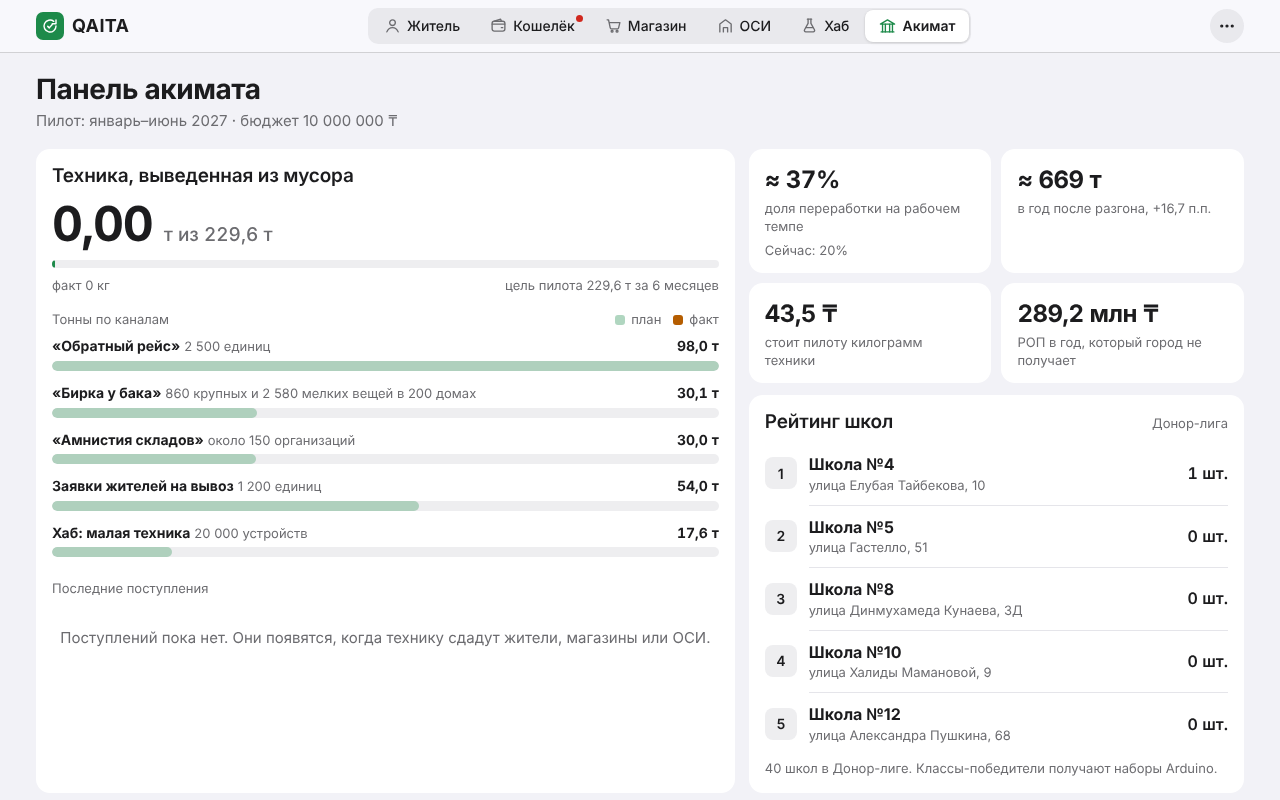 QAITA
Житель
Кошелёк
Магазин
ОСИ
Хаб
Акимат
Панель акимата
Пилот: январь–июнь 2027 · бюджет 10 000 000 ₸
Техника, выведенная из мусора
0,00 т из 229,6 т
факт 0 кг
цель пилота 229,6 т за 6 месяцев
Тонны по каналам
план
факт
«Обратный рейс» 2 500 единиц 98,0 т
«Бирка у бака» 860 крупных и 2 580 мелких вещей в 200 домах 30,1 т
«Амнистия складов» около 150 организаций 30,0 т
Заявки жителей на вывоз 1 200 единиц 54,0 т
Хаб: малая техника 20 000 устройств 17,6 т
Последние поступления
Поступлений пока нет. Они появятся, когда технику сдадут жители, магазины или ОСИ.
≈ 37%
доля переработки на рабочем
темпе
Сейчас: 20%
≈ 669 т
в год после разгона, +16,7 п.п.
43,5 ₸
стоит пилоту килограмм
техники
289,2 млн ₸
РОП в год, который город не
получает
Рейтинг школ
Донор-лига
1 Школа №4 1 шт.
улица Елубая Тайбекова, 10
2 Школа №5 0 шт.
улица Гастелло, 51
3 Школа №8 0 шт.
улица Динмухамеда Кунаева, 3Д
4 Школа №10 0 шт.
улица Халиды Мамановой, 9
5 Школа №12 0 шт.
улица Александра Пушкина, 68
40 школ в Донор-лиге. Классы-победители получают наборы Arduino.